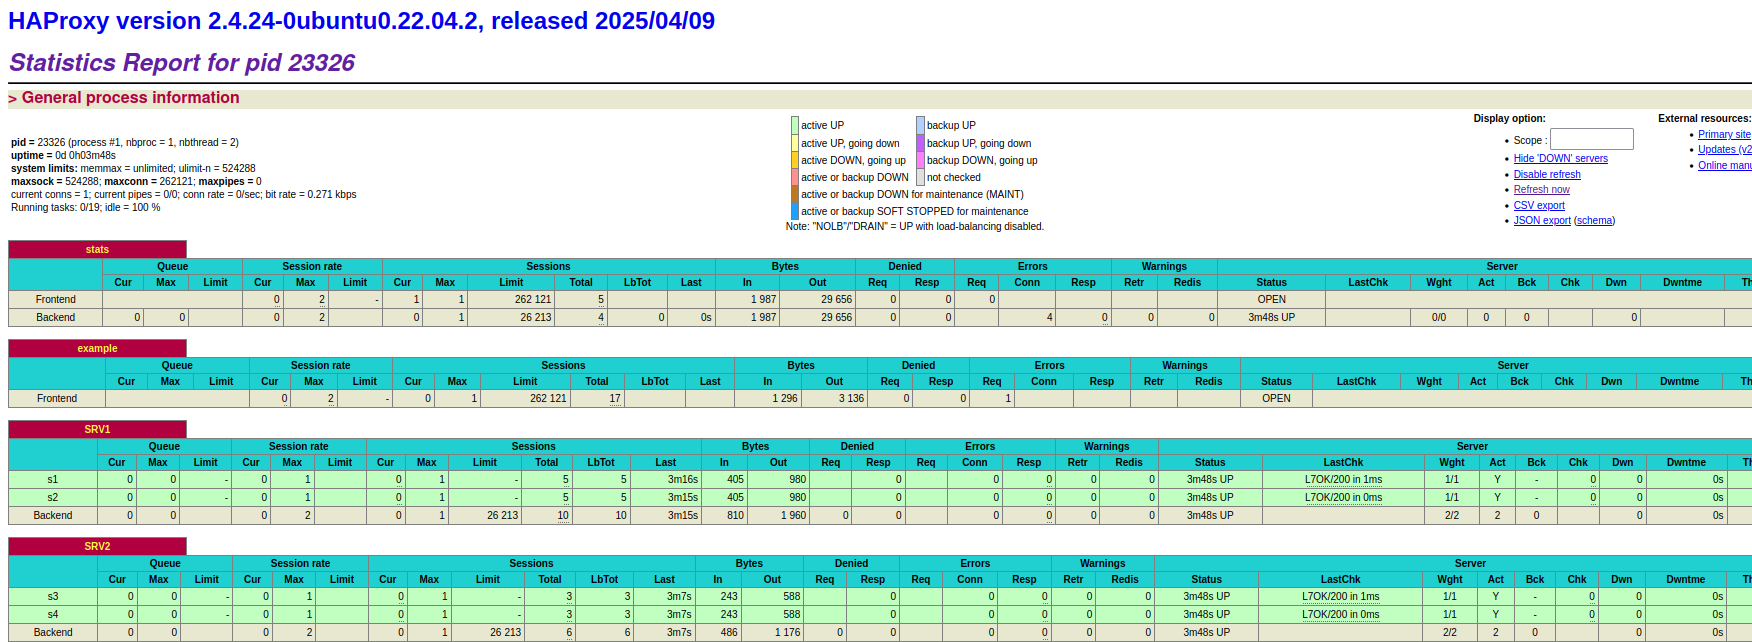 HAProxy version 2.4.24-0ubuntu0.22.04.2, released 2025/04/09
Statistics Report for pid 23326
> General process information
pid = 23326 (process #1, nbproc = 1, nbthread = 2)
uptime = 0d 0h03m48s
system limits: memmax = unlimited; ulimit-n = 524288
maxsock = 524288; maxconn = 262121; maxpipes = 0
current conns = 1; current pipes = 0/0; conn rate = 0/sec; bit rate = 0.271 kbps
Running tasks: 0/19; idle = 100 %
active UP backup UP
active UP, going down backup UP, going down
active DOWN, going up backup DOWN, going up
active or backup DOWN not checked
active or backup DOWN for maintenance (MAINT)
active or backup SOFT STOPPED for maintenance
Note: "NOLB"/"DRAIN" = UP with load-balancing disabled.
Display option:
• Scope :
• Hide 'DOWN' servers
• Disable refresh
• Refresh now
• CSV export
• JSON export (schema)
External resources:
• Primary site
• Updates (v2
• Online manu
stats
Queue Session rate Sessions Bytes Denied Errors Warnings Server
Cur Max Limit Cur Max Limit Cur Max Limit Total LbTot Last In Out Req Resp Req Conn Resp Retr Redis Status LastChk Wght Act Bck Chk Dwn Dwntme Th
Frontend 0 2 - 1 1 262 121 5 1 987 29 656 0 0 0 OPEN
Backend 0 0 0 2 0 1 26 213 4 0 0s 1 987 29 656 0 0 4 0 0 0 3m48s UP 0/0 0 0 0
example
Queue Session rate Sessions Bytes Denied Errors Warnings Server
Cur Max Limit Cur Max Limit Cur Max Limit Total LbTot Last In Out Req Resp Req Conn Resp Retr Redis Status LastChk Wght Act Bck Chk Dwn Dwntme Th
Frontend 0 2 - 0 1 262 121 17 1 296 3 136 0 0 1 OPEN
SRV1
Queue Session rate Sessions Bytes Denied Errors Warnings Server
Cur Max Limit Cur Max Limit Cur Max Limit Total LbTot Last In Out Req Resp Req Conn Resp Retr Redis Status LastChk Wght Act Bck Chk Dwn Dwntme Th
s1 0 0 - 0 1 0 1 - 5 5 3m16s 405 980 0 0 0 0 0 3m48s UP L7OK/200 in 1ms 1/1 Y - 0 0 0s
s2 0 0 - 0 1 0 1 - 5 5 3m15s 405 980 0 0 0 0 0 3m48s UP L7OK/200 in 0ms 1/1 Y - 0 0 0s
Backend 0 0 0 2 0 1 26 213 10 10 3m15s 810 1 960 0 0 0 0 0 0 3m48s UP 2/2 2 0 0 0s
SRV2
Queue Session rate Sessions Bytes Denied Errors Warnings Server
Cur Max Limit Cur Max Limit Cur Max Limit Total LbTot Last In Out Req Resp Req Conn Resp Retr Redis Status LastChk Wght Act Bck Chk Dwn Dwntme Th
s3 0 0 - 0 1 0 1 - 3 3 3m7s 243 588 0 0 0 0 0 3m48s UP L7OK/200 in 1ms 1/1 Y - 0 0 0s
s4 0 0 - 0 1 0 1 - 3 3 3m7s 243 588 0 0 0 0 0 3m48s UP L7OK/200 in 0ms 1/1 Y - 0 0 0s
Backend 0 0 0 2 0 1 26 213 6 6 3m7s 486 1 176 0 0 0 0 0 0 3m48s UP 2/2 2 0 0 0s